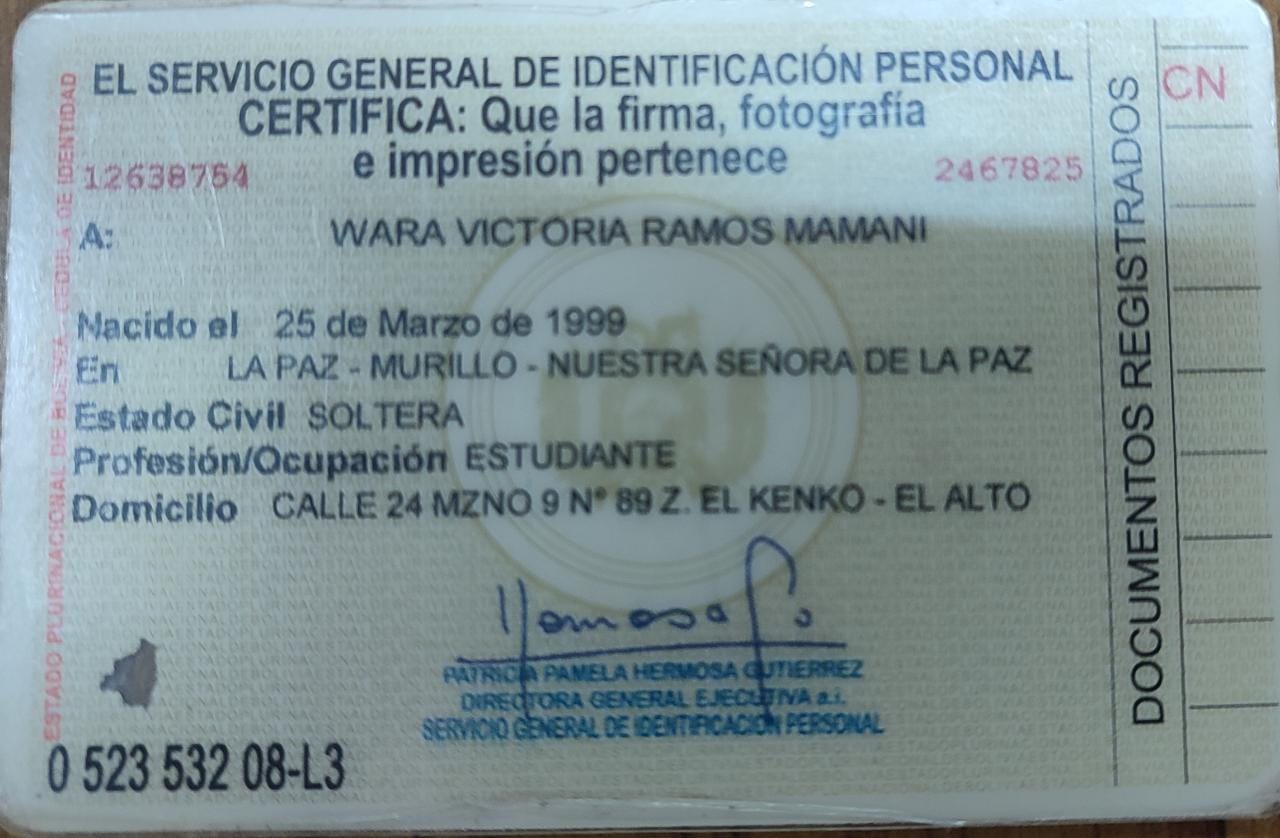 EL SERVICIO GENERAL DE IDENTIFICACIÓN PERSONAL
CERTIFICA: Que la firma, fotografía
e impresión pertenece
12638754
2467825
A: WARA VICTORIA RAMOS MAMANI
Nacido el 25 de Marzo de 1999
En LA PAZ - MURILLO - NUESTRA SEÑORA DE LA PAZ
Estado Civil SOLTERA
Profesión/Ocupación ESTUDIANTE
Domicilio CALLE 24 MZNO 9 N° 89 Z. EL KENKO - EL ALTO
PATRICIA PAMELA HERMOSA GUTIERREZ
DIRECTORA GENERAL EJECUTIVA a.i.
SERVICIO GENERAL DE IDENTIFICACIÓN PERSONAL
0 523 532 08-L3
ESTADO PLURINACIONAL DE BOLIVIA - CEDULA DE IDENTIDAD
DOCUMENTOS REGISTRADOS
CN